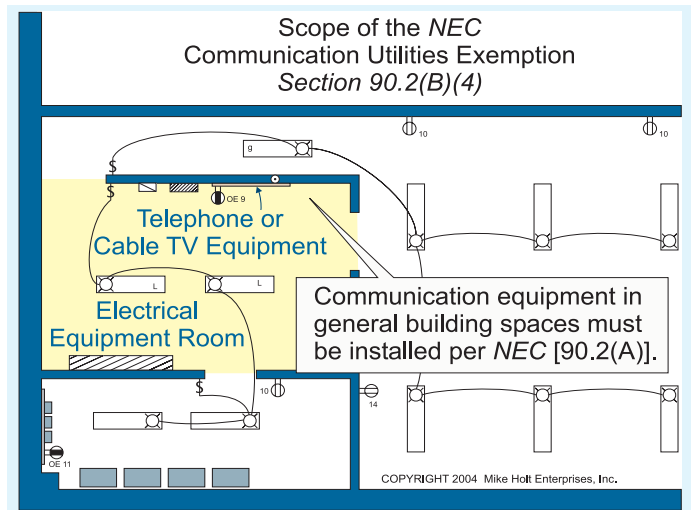 Scope of the NEC
Communication Utilities Exemption
Section 90.2(B)(4)
10
10
g
$
$
OE 9
Telephone or
Cable TV Equipment
L
L
Electrical
Equipment Room
Communication equipment in
general building spaces must
be installed per NEC [90.2(A)].
$
10
14
OE 11
COPYRIGHT 2004 Mike Holt Enterprises, Inc.